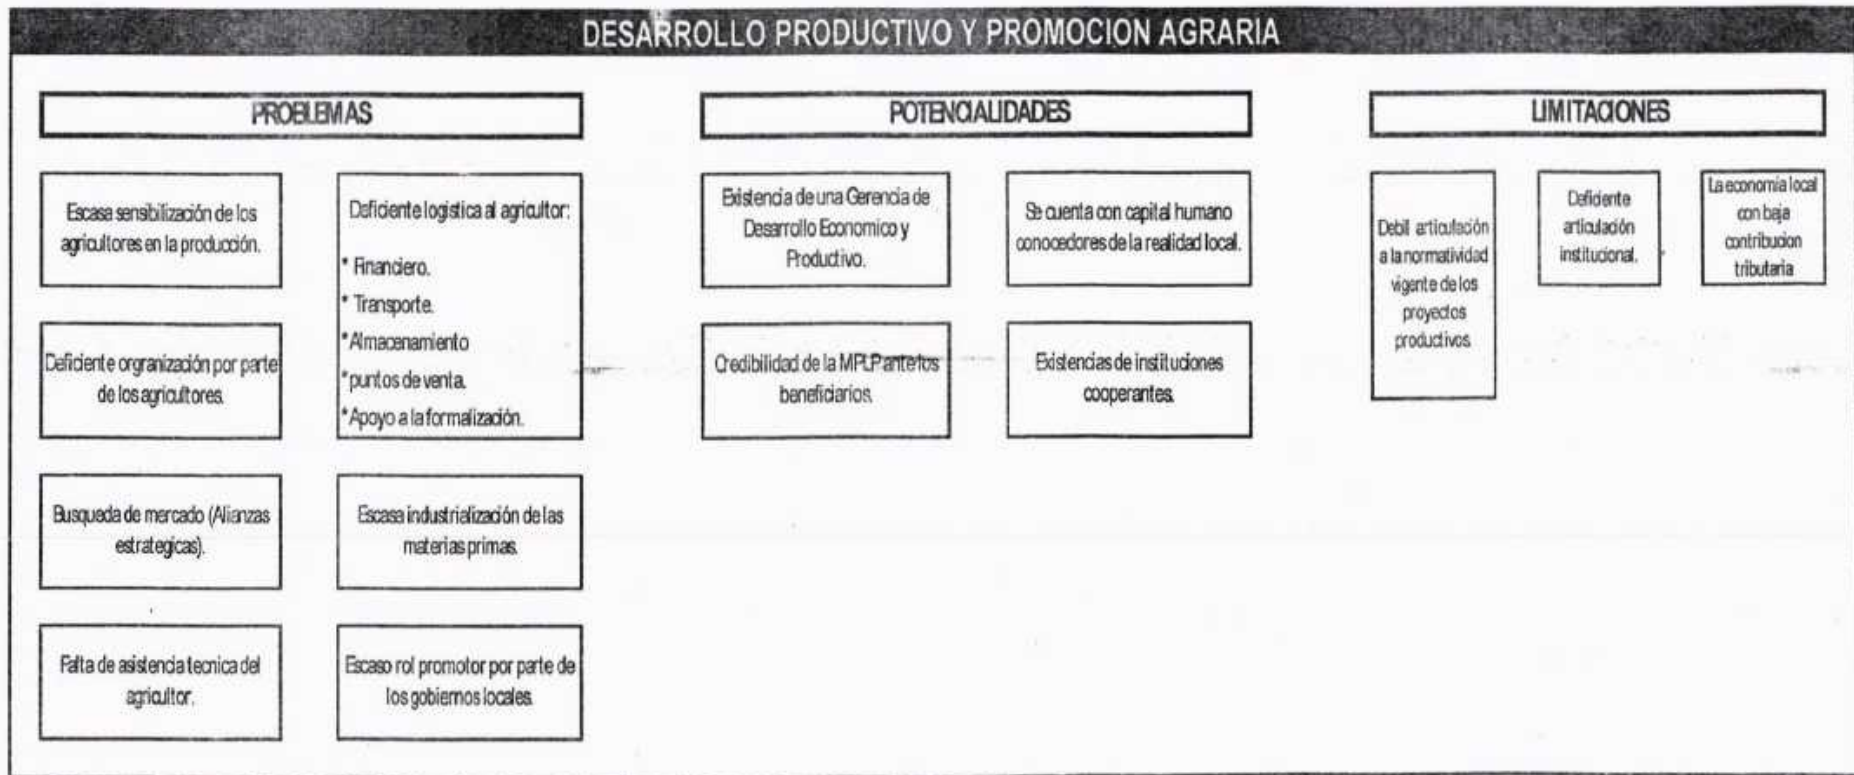 DESARROLLO PRODUCTIVO Y PROMOCION AGRARIA
PROBLEMAS
Escasa sensibilización de los
agricultores en la producción.
Deficiente logistica al agricultor:
* Financiero.
* Transporte.
*Almacenamiento
*puntos de venta.
*Apoyo a la formalización.
Deficiente orgranización por parte
de los agricultores.
Busqueda de mercado (Alianzas
estrategicas).
Escasa industrialización de las
materias primas.
Falta de asistencia tecnica del
agricultor.
Escaso rol promotor por parte de
los gobiernos locales.
POTENCIALIDADES
Existencia de una Gerencia de
Desarrollo Economico y
Productivo.
Se cuenta con capital humano
conocedores de la realidad local.
Credibilidad de la MPLP ante los
beneficiarios.
Existencias de instituciones
cooperantes.
LIMITACIONES
Debil articulación
a la normatividad
vigente de los
proyectos
productivos.
Deficiente
articulación
institucional.
La economía local
con baja
contribucion
tributaria